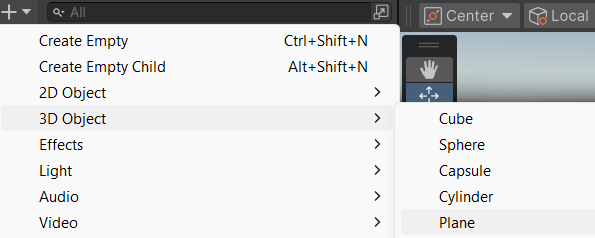 All
Center
Local
Create Empty Ctrl+Shift+N
Create Empty Child Alt+Shift+N
2D Object
3D Object
Effects
Light
Audio
Video
Cube
Sphere
Capsule
Cylinder
Plane